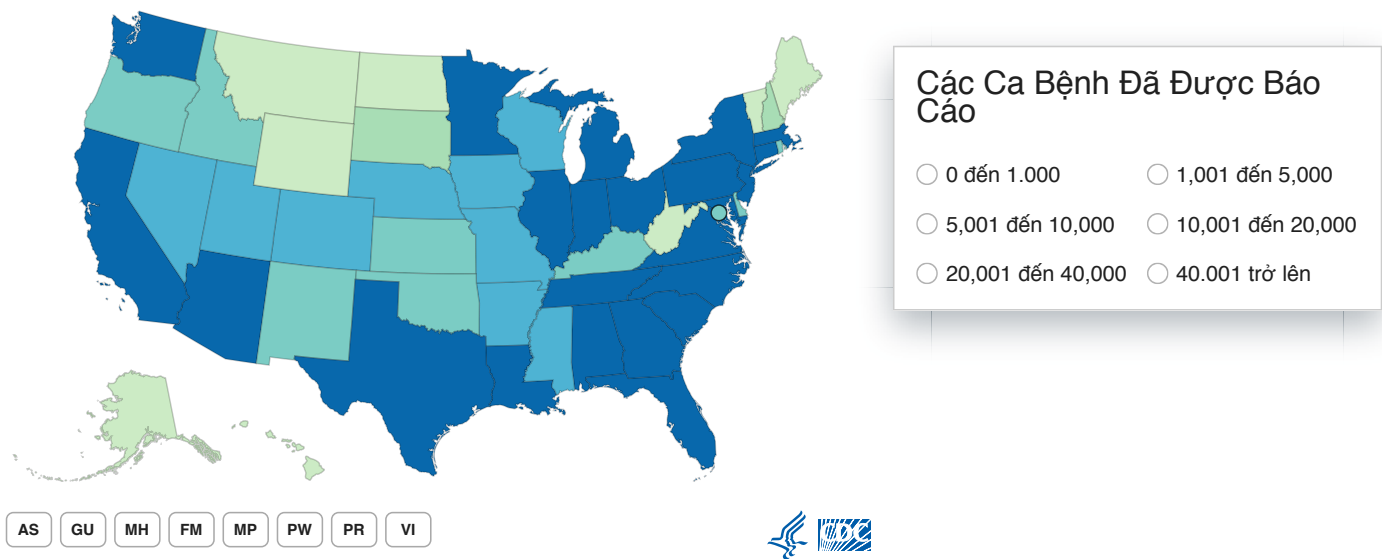 Các Ca Bệnh Đã Được Báo
Cáo
0 đến 1.000
1,001 đến 5,000
5,001 đến 10,000
10,001 đến 20,000
20,001 đến 40,000
40.001 trở lên
AS
GU
MH
FM
MP
PW
PR
VI
CDC